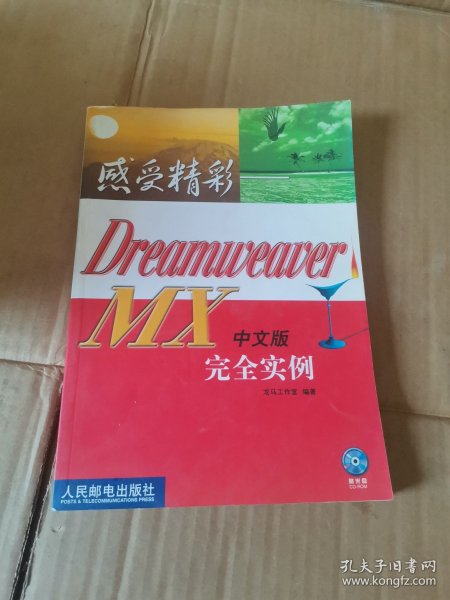 感受精彩
Dreamweaver
MX 中文版
完全实例
龙马工作室 编著
附光盘
CD-ROM
人民邮电出版社
POSTS & TELECOMMUNICATIONS PRESS
孔夫子旧书网
www.kongfz.com